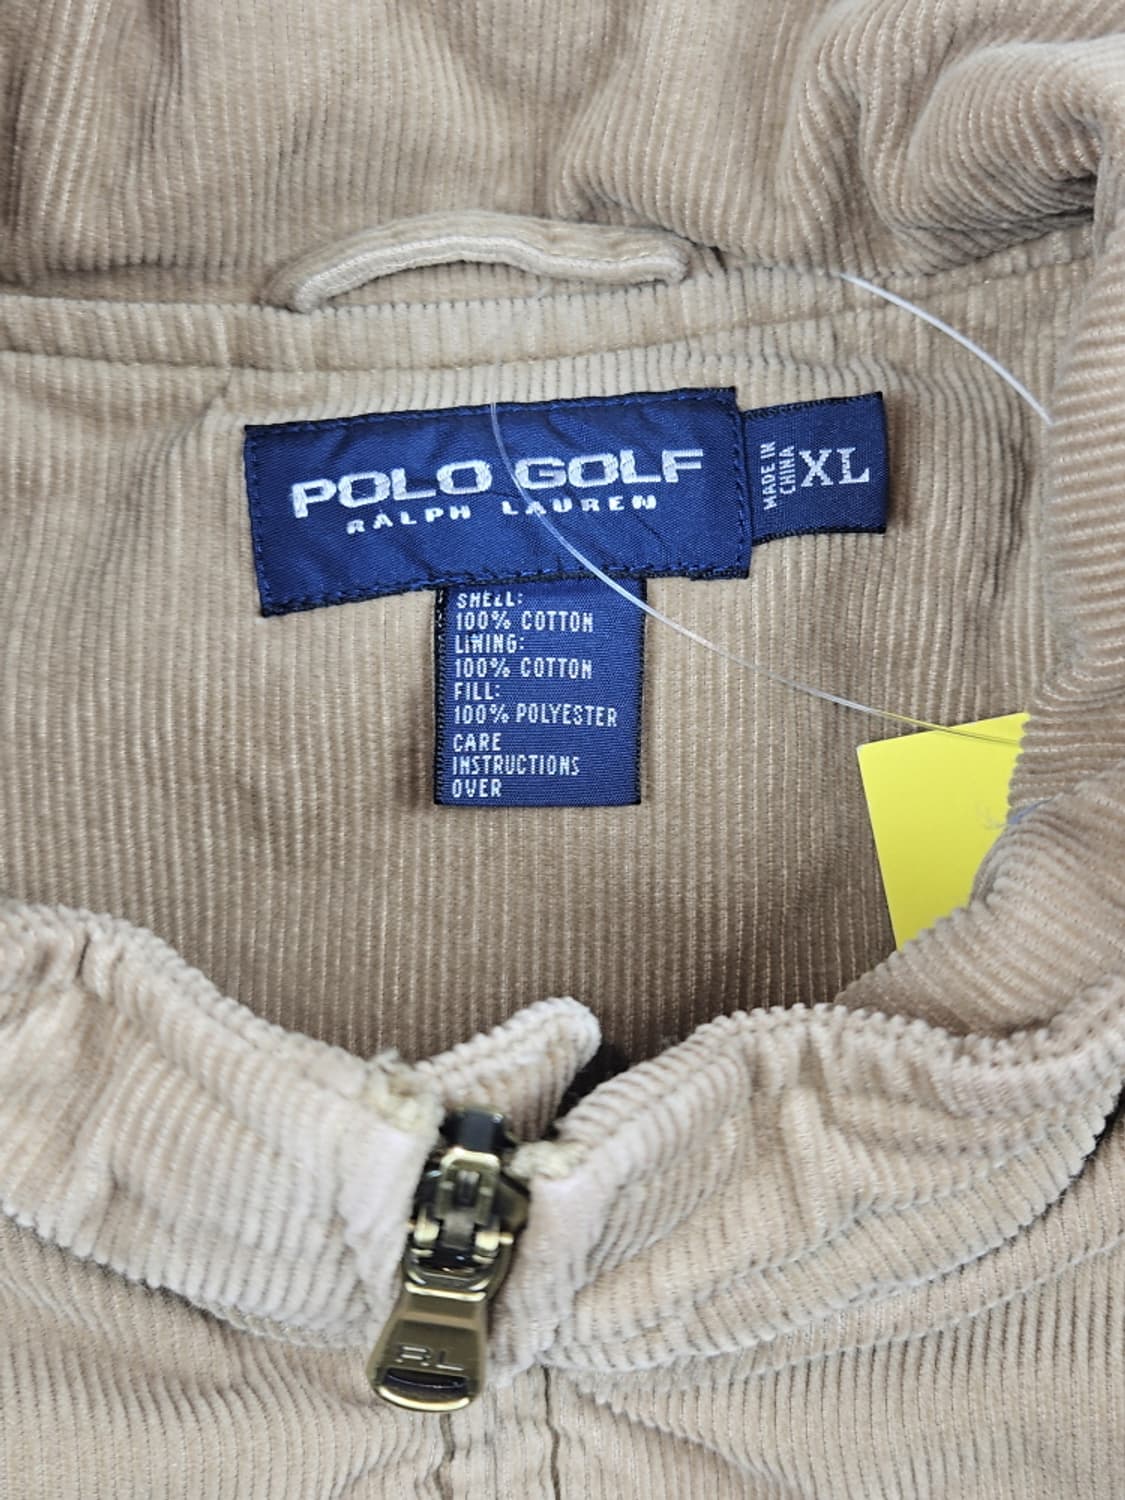 POLO GOLF
RALPH LAUREN
MADE IN
CHINA
XL
SHELL:
100% COTTON
LINING:
100% COTTON
FILL:
100% POLYESTER
CARE
INSTRUCTIONS
OVER
RL